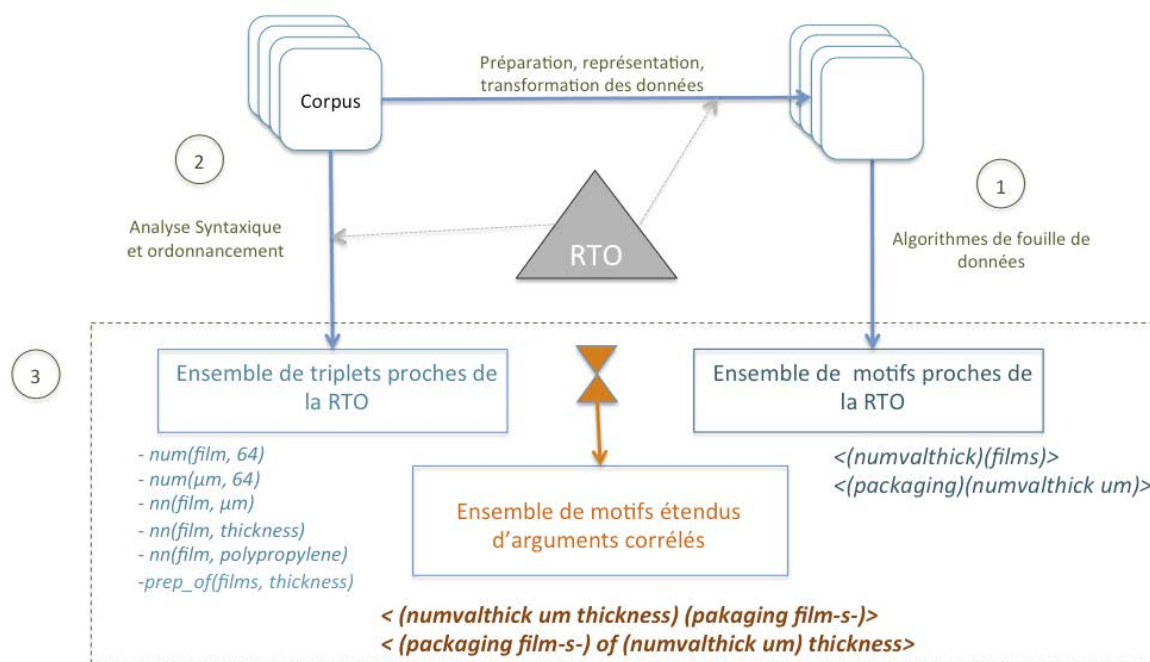 Préparation, représentation,
transformation des données
Corpus
2
1
Analyse Syntaxique
et ordonnancement
RTO
Algorithmes de fouille de
données
3
Ensemble de triplets proches de
la RTO
Ensemble de motifs proches de
la RTO
- num(film, 64)
- num(µm, 64)
- nn(film, µm)
- nn(film, thickness)
- nn(film, polypropylene)
-prep_of(films, thickness)
<(numvalthick)(films)>
<(packaging)(numvalthick um)>
Ensemble de motifs étendus
d'arguments corrélés
< (numvalthick um thickness) (pakaging film-s-)>
< (packaging film-s-) of (numvalthick um) thickness>